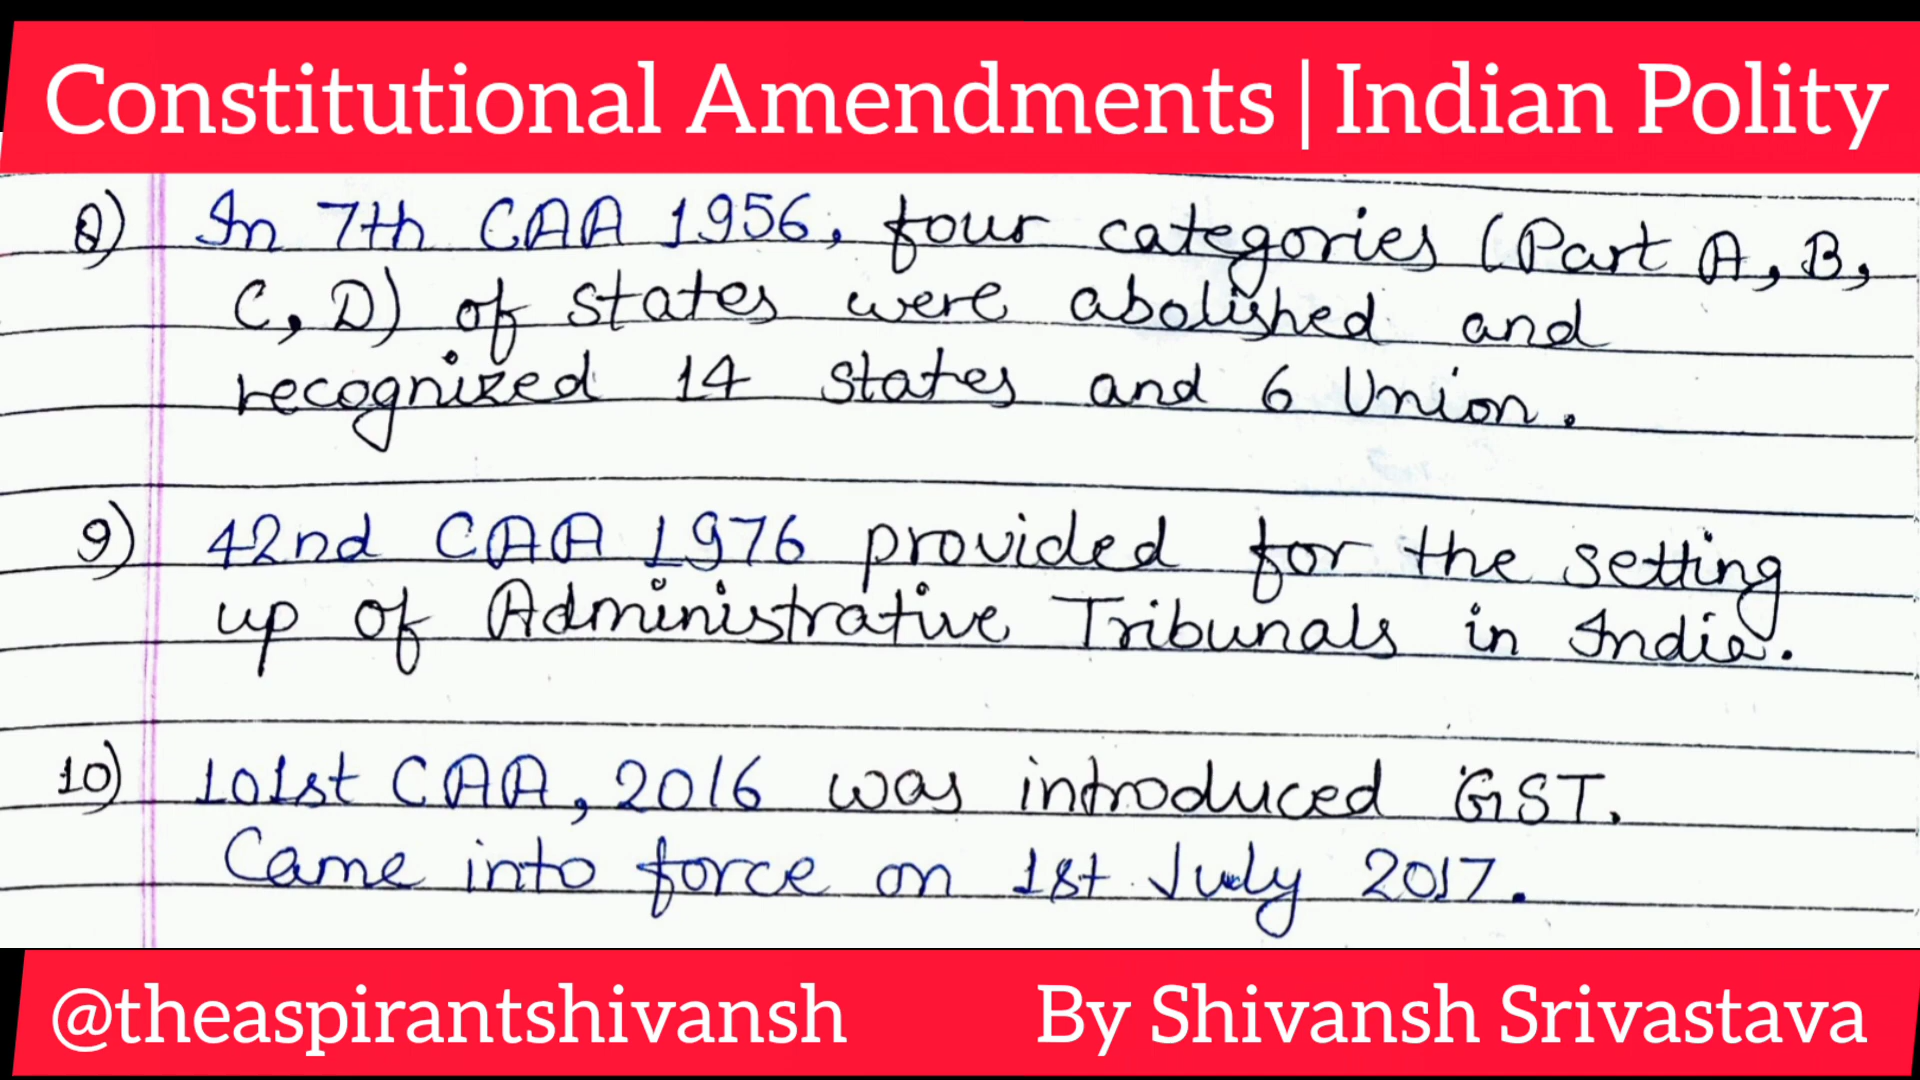 Constitutional Amendments | Indian Polity
8) In 7th CAA 1956, four categories (Part A, B,
C, D) of states were abolished and
recognized 14 states and 6 Union.
9) 42nd CAA 1976 provided for the setting
up of Administrative Tribunals in India.
10) 101st CAA, 2016 was introduced GST.
Came into force on 1st July 2017.
@theaspirantshivansh By Shivansh Srivastava